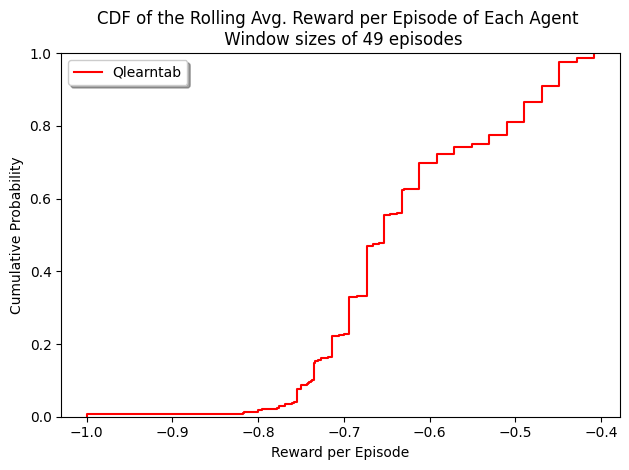 CDF of the Rolling Avg. Reward per Episode of Each Agent
Window sizes of 49 episodes
Qlearntab
Cumulative Probability
1.0
0.8
0.6
0.4
0.2
0.0
−1.0 −0.9 −0.8 −0.7 −0.6 −0.5 −0.4
Reward per Episode